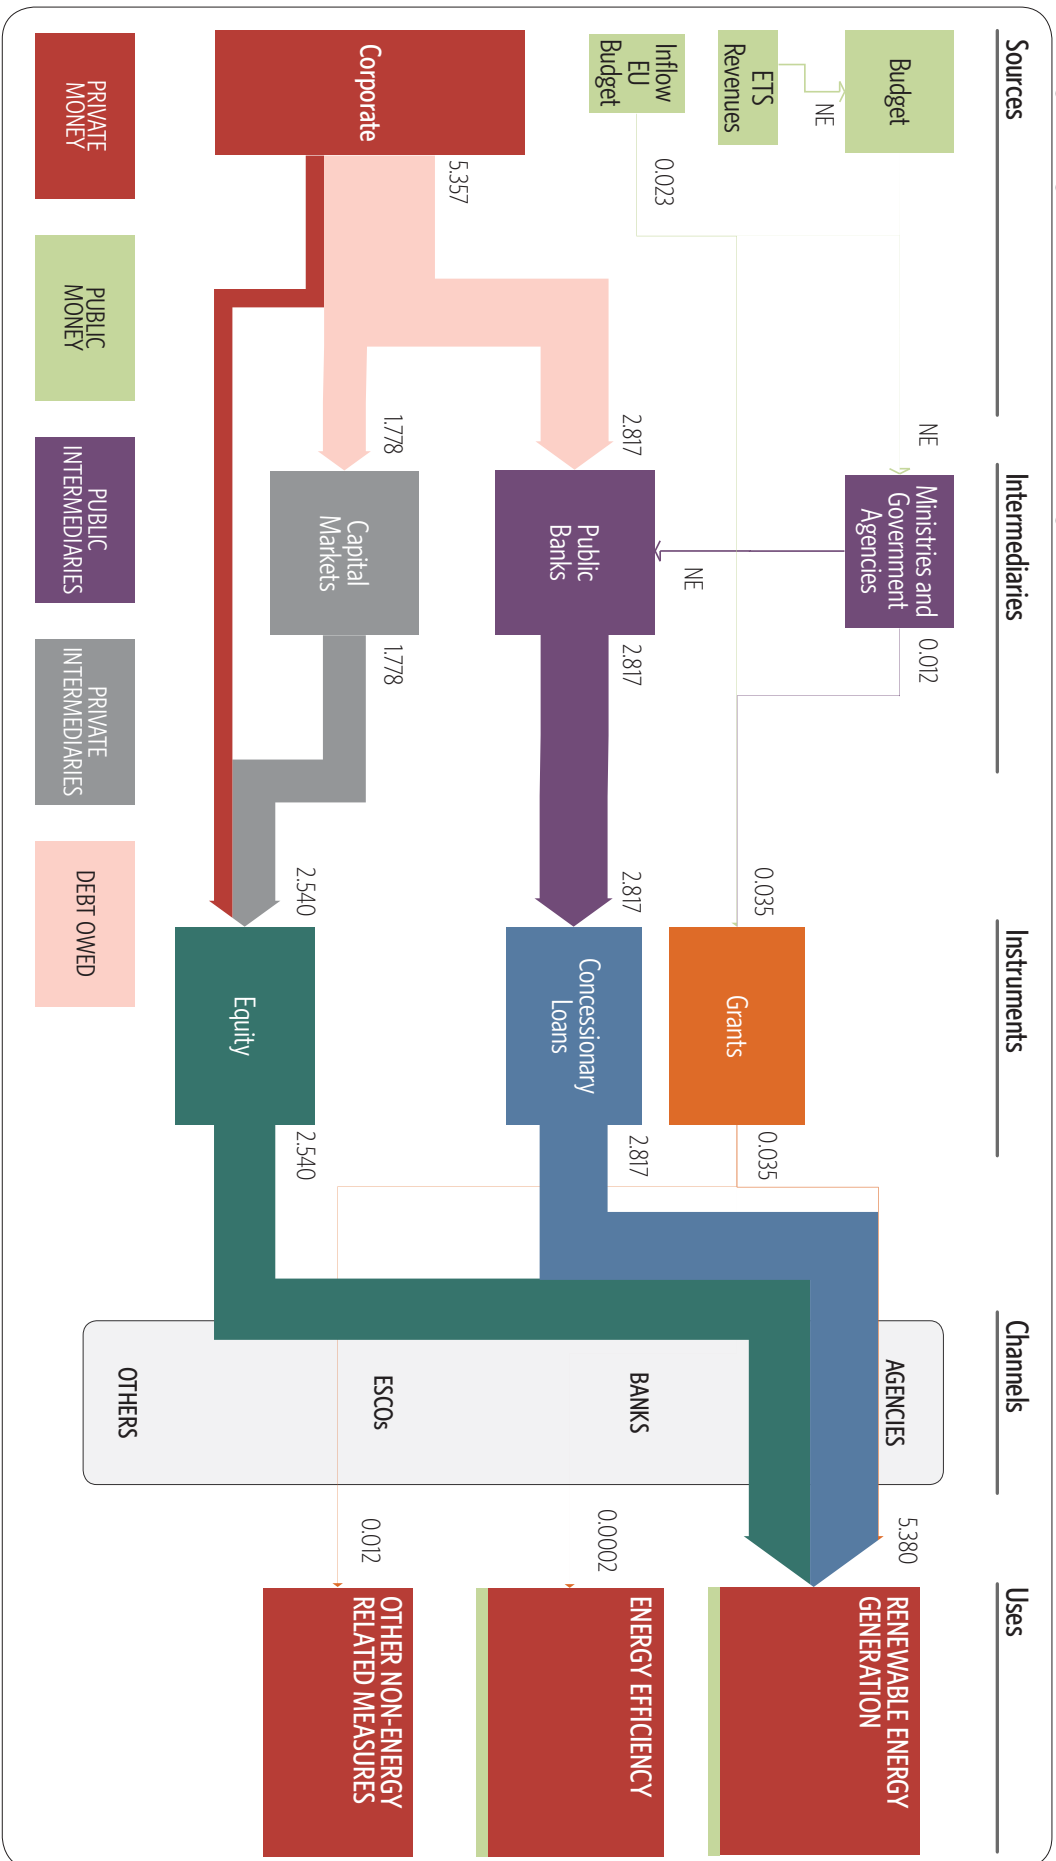 Sources
Intermediaries
Instruments
Channels
Uses
Budget
NE
ETS
Revenues
Inflow
EU
Budget
0.023
Corporate
5.357
NE
Ministries and
Government
Agencies
0.012
NE
2.817
Public
Banks
2.817
1.778
Capital
Markets
1.778
0.035
Grants
0.035
2.817
Concessionary
Loans
2.817
2.540
Equity
2.540
AGENCIES
BANKS
ESCOs
OTHERS
5.380
RENEWABLE ENERGY
GENERATION
0.0002
ENERGY EFFICIENCY
0.012
OTHER NON-ENERGY
RELATED MEASURES
PRIVATE
MONEY
PUBLIC
MONEY
PUBLIC
INTERMEDIARIES
PRIVATE
INTERMEDIARIES
DEBT OWED